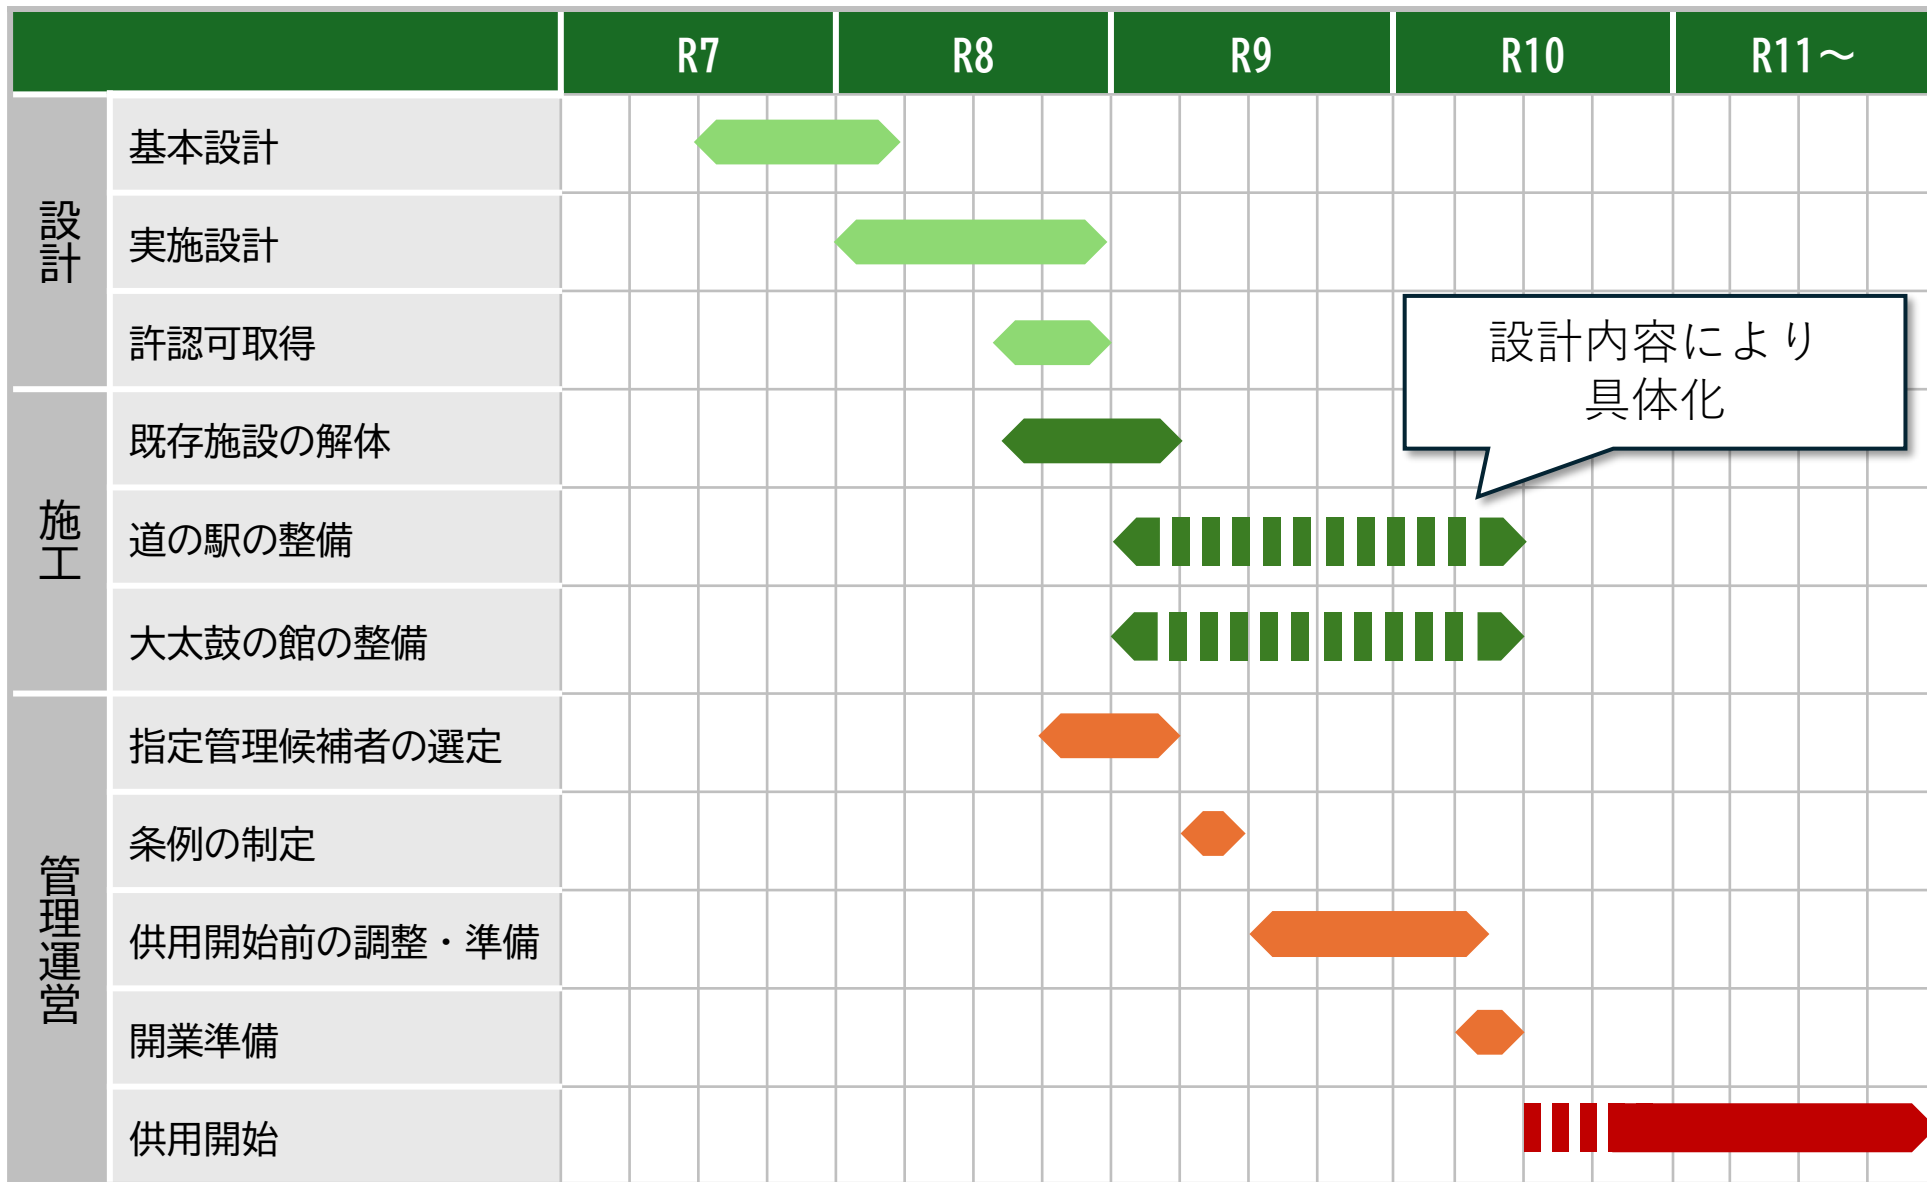 R7 R8 R9 R10 R11～
設計
基本設計
実施設計
許認可取得
設計内容により
具体化
施工
既存施設の解体
道の駅の整備
大太鼓の館の整備
管理運営
指定管理候補者の選定
条例の制定
供用開始前の調整・準備
開業準備
供用開始